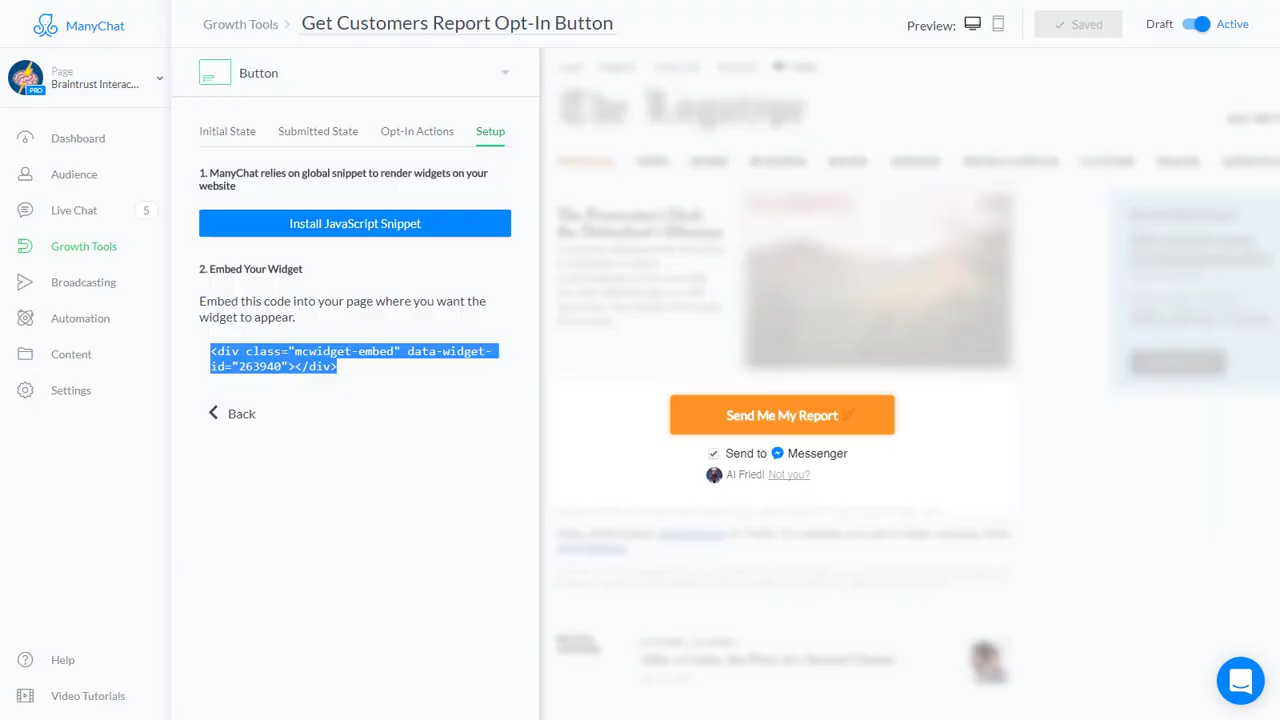 ManyChat
Growth Tools
Get Customers Report Opt-In Button
Preview:
Saved
Draft
Active
Page
Braintrust Interac...
PRO
Dashboard
Audience
Live Chat
5
Growth Tools
Broadcasting
Automation
Content
Settings
Help
Video Tutorials
Button
Initial State
Submitted State
Opt-In Actions
Setup
1. ManyChat relies on global snippet to render widgets on your
website
Install JavaScript Snippet
2. Embed Your Widget
Embed this code into your page where you want the
widget to appear.
<div class="mcwidget-embed" data-widget-
id="263940"></div>
Back
The Logotype
Send Me My Report
Send to Messenger
Al Friedl Not you?